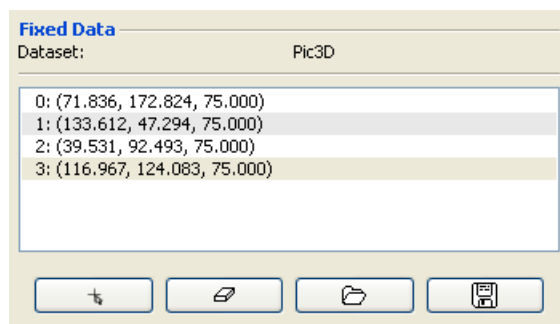 Fixed Data
Dataset: Pic3D
0: (71.836, 172.824, 75.000)
1: (133.612, 47.294, 75.000)
2: (39.531, 92.493, 75.000)
3: (116.967, 124.083, 75.000)